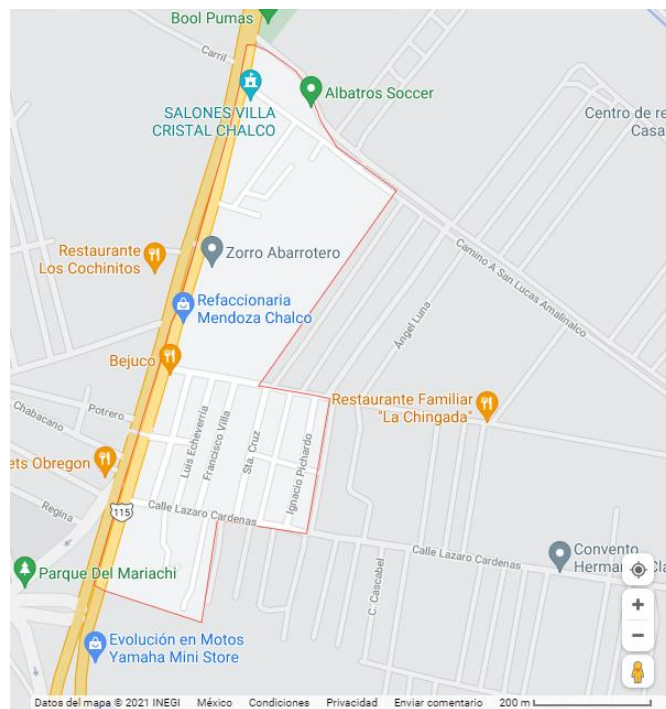 Bool Pumas
Carril
Albatros Soccer
SALONES VILLA
CRISTAL CHALCO
Centro de re
Casa
Restaurante
Los Cochinitos
Zorro Abarrotero
Camino A San Lucas Amalinalco
Refaccionaria
Mendoza Chalco
Angel Luna
Bejuco
Restaurante Familiar
"La Chingada"
Chabacano
Potrero
Luis Echeverría
Francisco Villa
Sta. Cruz
Ignacio Pichardo
ets Obregon
Regina
115
Calle Lazaro Cardenas
Calle Lazaro Cardenas
Convento
Herman
Cla
C. Cascabel
Parque Del Mariachi
Evolución en Motos
Yamaha Mini Store
Datos del mapa © 2021 INEGI México Condiciones Privacidad Enviar comentario 200 m